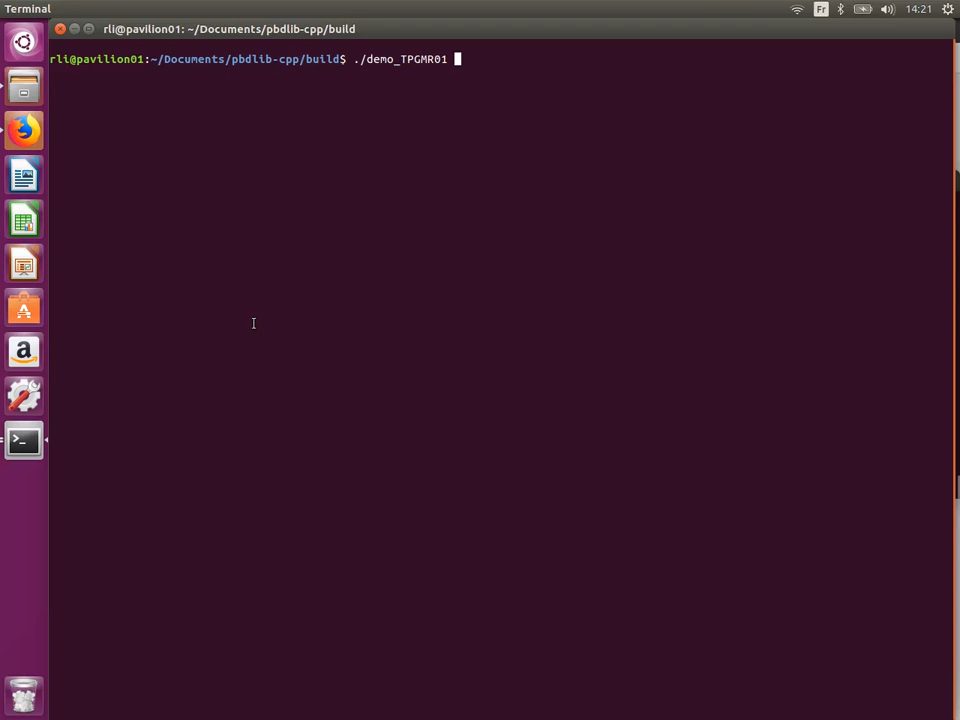 Terminal
Fr
14:21
rli@pavilion01: ~/Documents/pbdlib-cpp/build
rli@pavilion01:~/Documents/pbdlib-cpp/build$ ./demo_TPGMR01